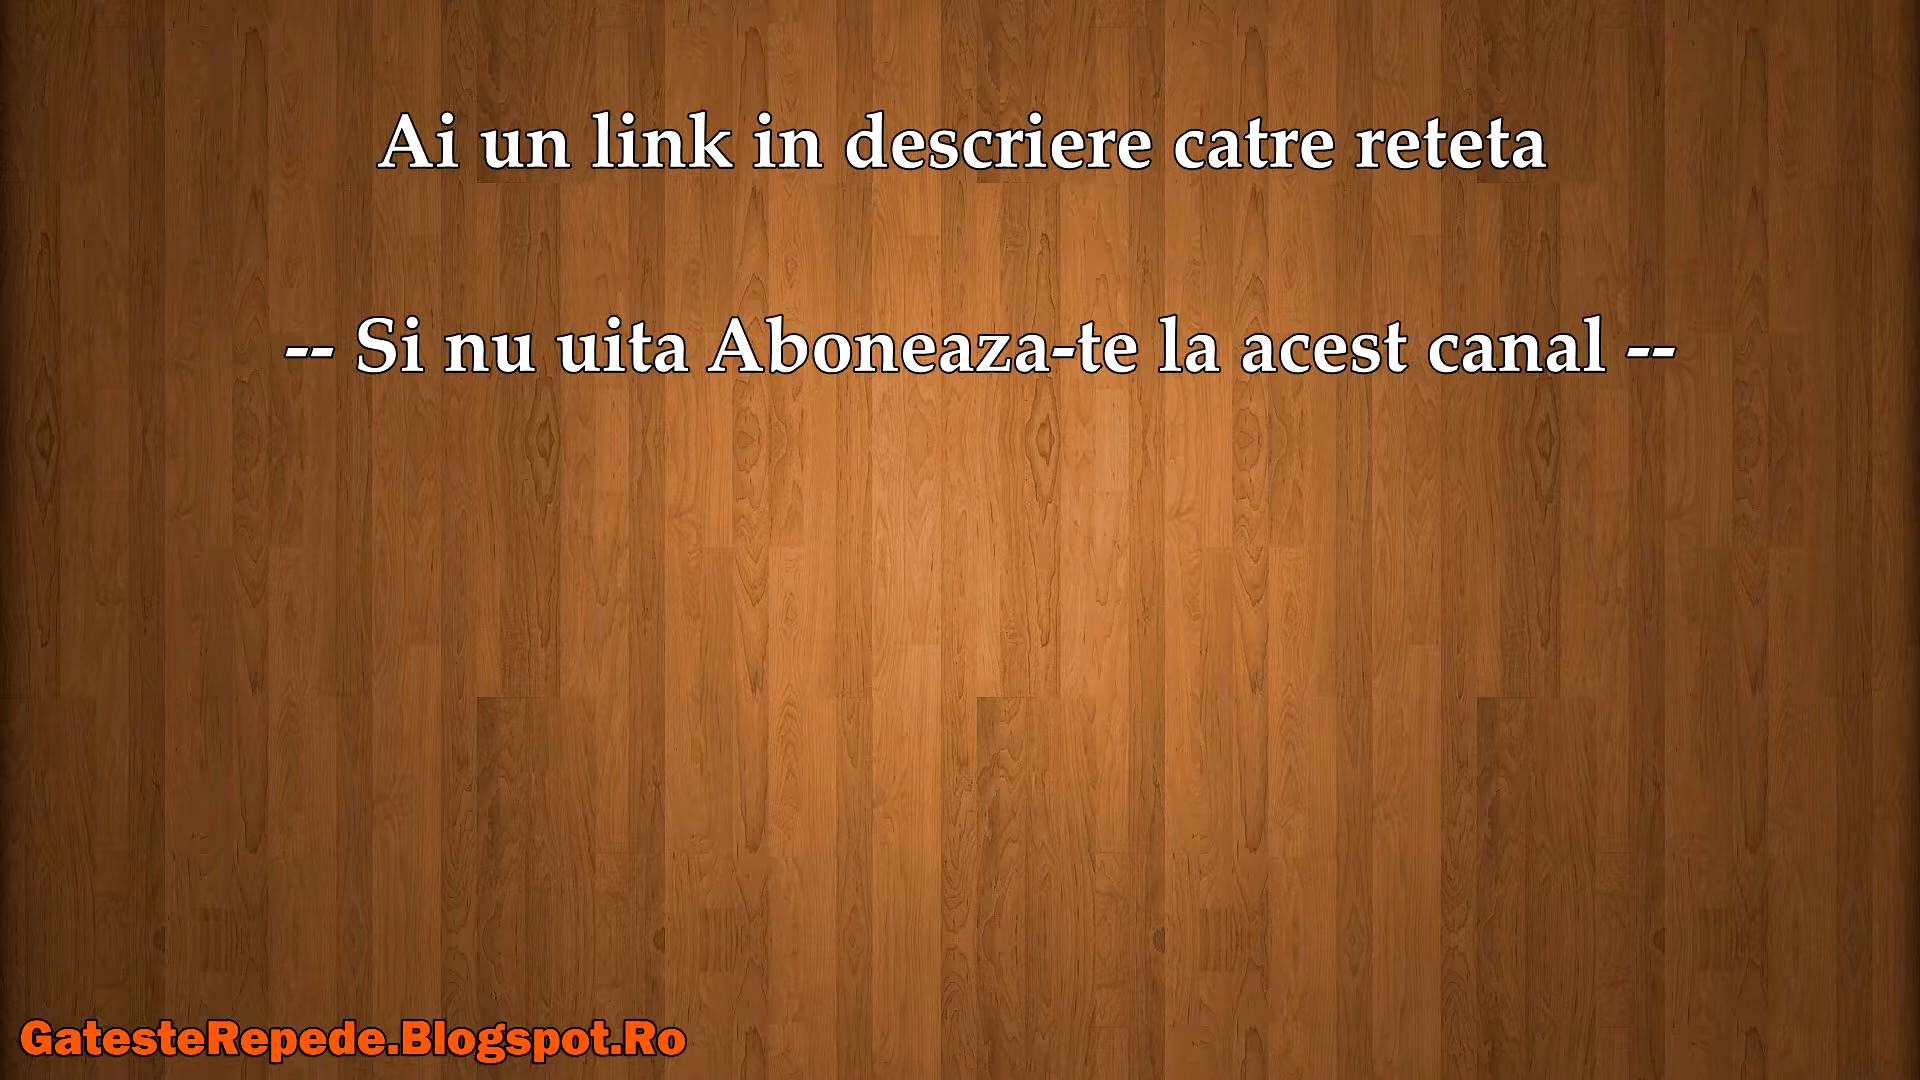 Ai un link in descriere catre reteta
-- Si nu uita Aboneaza-te la acest canal --
GatesteRepede.Blogspot.Ro